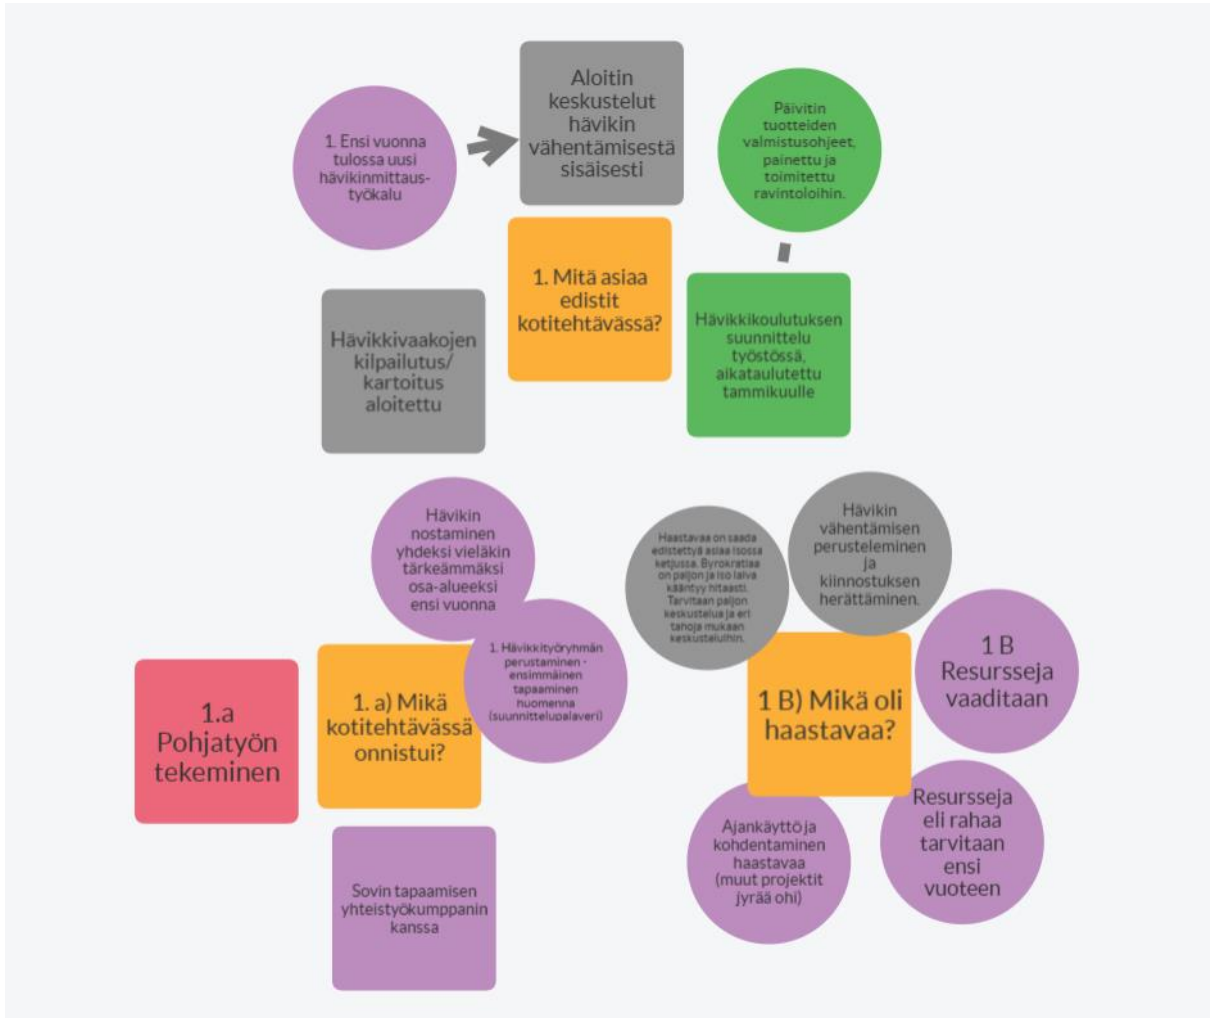 Aloitin
keskustelut
hävikin
vähentämisestä
sisäisesti
1. Ensi vuonna
tulossa uusi
hävikinmittaus-
työkalu
Päivitin
tuotteiden
valmistusohjeet,
painettu ja
toimitettu
ravintoloihin.
1. Mitä asiaa
edistit
kotitehtävässä?
Hävikkivaakojen
kilpailutus/
kartoitus
aloitettu
Hävikkikoulutuksen
suunnittelu
työstössä,
aikataulutettu
tammikuulle
Hävikin
nostaminen
yhdeksi vieläkin
tärkeämmäksi
osa-alueeksi
ensi vuonna
1. Hävikkityöryhmän
perustaminen -
ensimmäinen
tapaaminen
huomenna
(suunnittelupalaveri)
1.a
Pohjatyön
tekeminen
1. a) Mikä
kotitehtävässä
onnistui?
Sovin tapaamisen
yhteistyökumppanin
kanssa
Haastavaa on saada
edistettyä asiaa isossa
ketjussa. Byrokratiaa
on paljon ja iso laiva
kääntyy hitaasti.
Tarvitaan paljon
keskustelua ja eri
tahoja mukaan
keskusteluihin.
Hävikin
vähentämisen
perusteleminen
ja
kiinnostuksen
herättäminen.
1 B
Resursseja
vaaditaan
1 B) Mikä oli
haastavaa?
Ajankäyttö ja
kohdentaminen
haastavaa
(muut projektit
jyrää ohi)
Resursseja
eli rahaa
tarvitaan
ensi
vuoteen